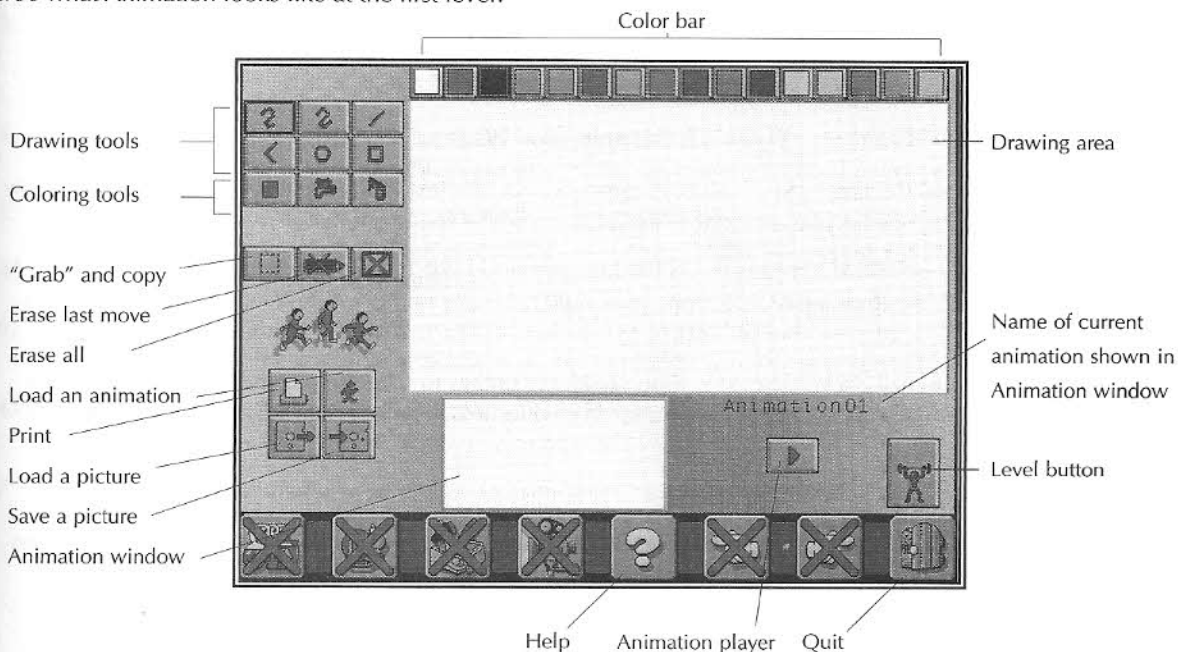 Color bar
Drawing tools
Coloring tools
"Grab" and copy
Erase last move
Erase all
Load an animation
Print
Load a picture
Save a picture
Animation window
Drawing area
Name of current
animation shown in
Animation window
Animation01
Level button
Help
Animation player
Quit